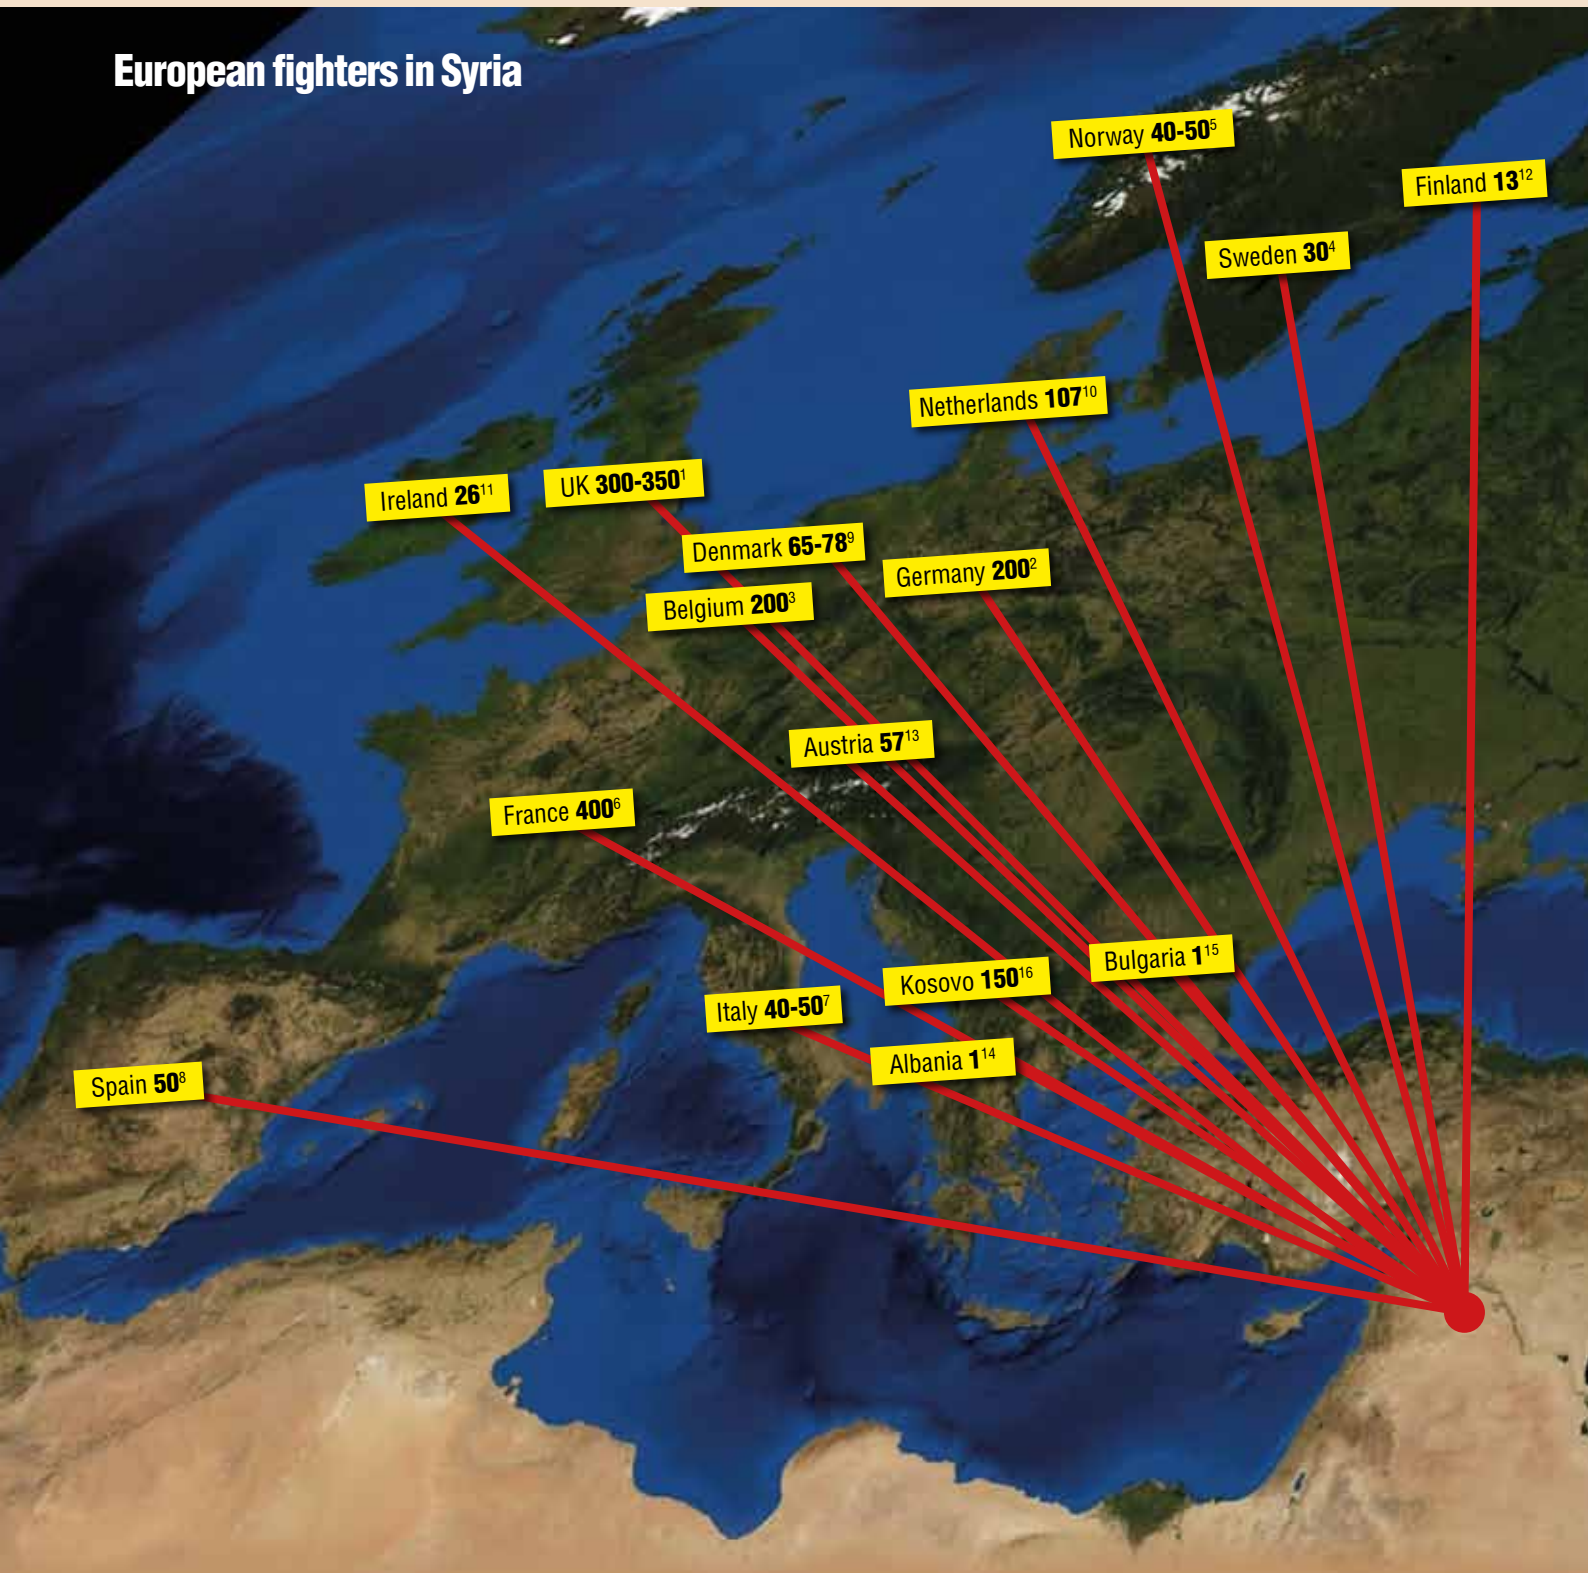 European fighters in Syria
Norway 40-50⁵
Finland 13¹²
Sweden 30⁴
Netherlands 107¹⁰
Ireland 26¹¹
UK 300-350¹
Denmark 65-78⁹
Germany 200²
Belgium 200³
Austria 57¹³
France 400⁶
Bulgaria 1¹⁵
Kosovo 150¹⁶
Italy 40-50⁷
Albania 1¹⁴
Spain 50⁸